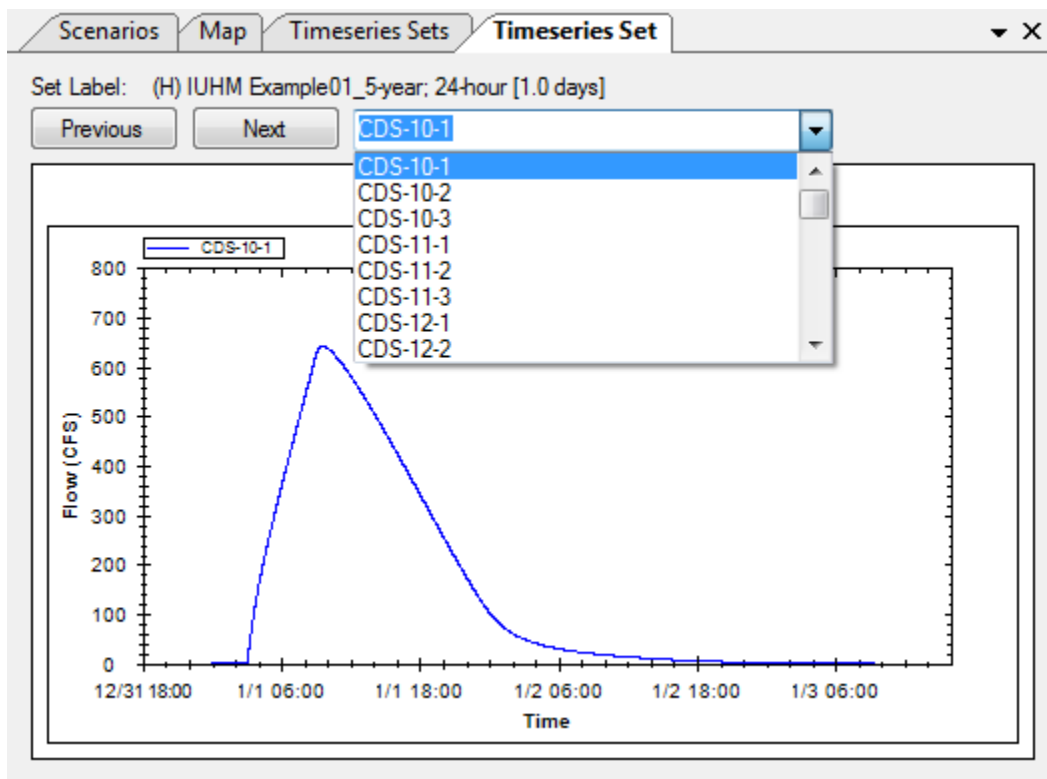 Scenarios Map Timeseries Sets Timeseries Set
Set Label: (H) IUHM Example01_5-year; 24-hour [1.0 days]
Previous Next CDS-10-1
CDS-10-1
CDS-10-2
CDS-10-3
CDS-11-1
CDS-11-2
CDS-11-3
CDS-12-1
CDS-12-2
CDS-10-1
800
700
600
500
400
300
200
100
0
Flow (CFS)
12/31 18:00 1/1 06:00 1/1 18:00 1/2 06:00 1/2 18:00 1/3 06:00
Time